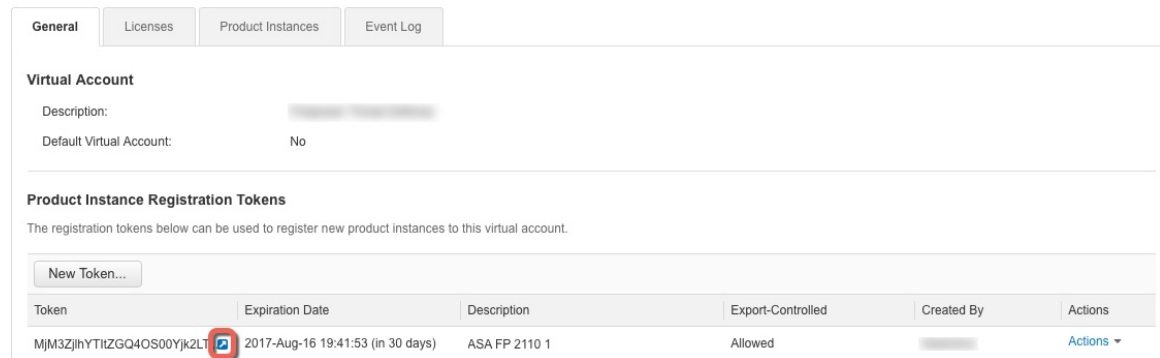 General Licenses Product Instances Event Log
Virtual Account
Description:
Default Virtual Account: No
Product Instance Registration Tokens
The registration tokens below can be used to register new product instances to this virtual account.
New Token...
Token Expiration Date Description Export-Controlled Created By Actions
2017-Aug-16 19:41:53 (in 30 days) ASA FP 2110 1 Allowed Actions